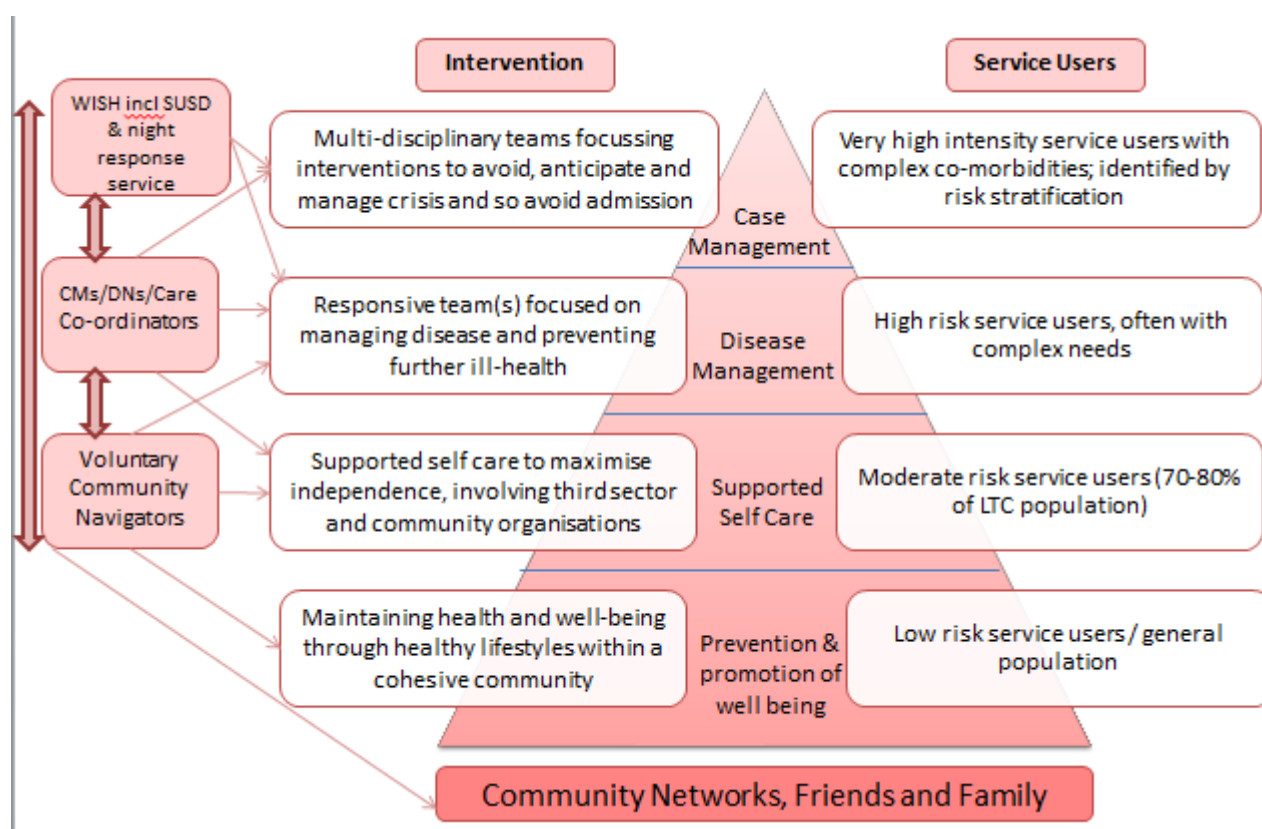 Intervention
Service Users
WISH incl SUSD
& night
response
service
Multi-disciplinary teams focussing
interventions to avoid, anticipate and
manage crisis and so avoid admission
Case
Management
Very high intensity service users with
complex co-morbidities; identified by
risk stratification
CMs/DNs/Care
Co-ordinators
Responsive team(s) focused on
managing disease and preventing
further ill-health
Disease
Management
High risk service users, often with
complex needs
Voluntary
Community
Navigators
Supported self care to maximise
independence, involving third sector
and community organisations
Supported
Self Care
Moderate risk service users (70-80%
of LTC population)
Maintaining health and well-being
through healthy lifestyles within a
cohesive community
Prevention &
promotion of
well being
Low risk service users / general
population
Community Networks, Friends and Family